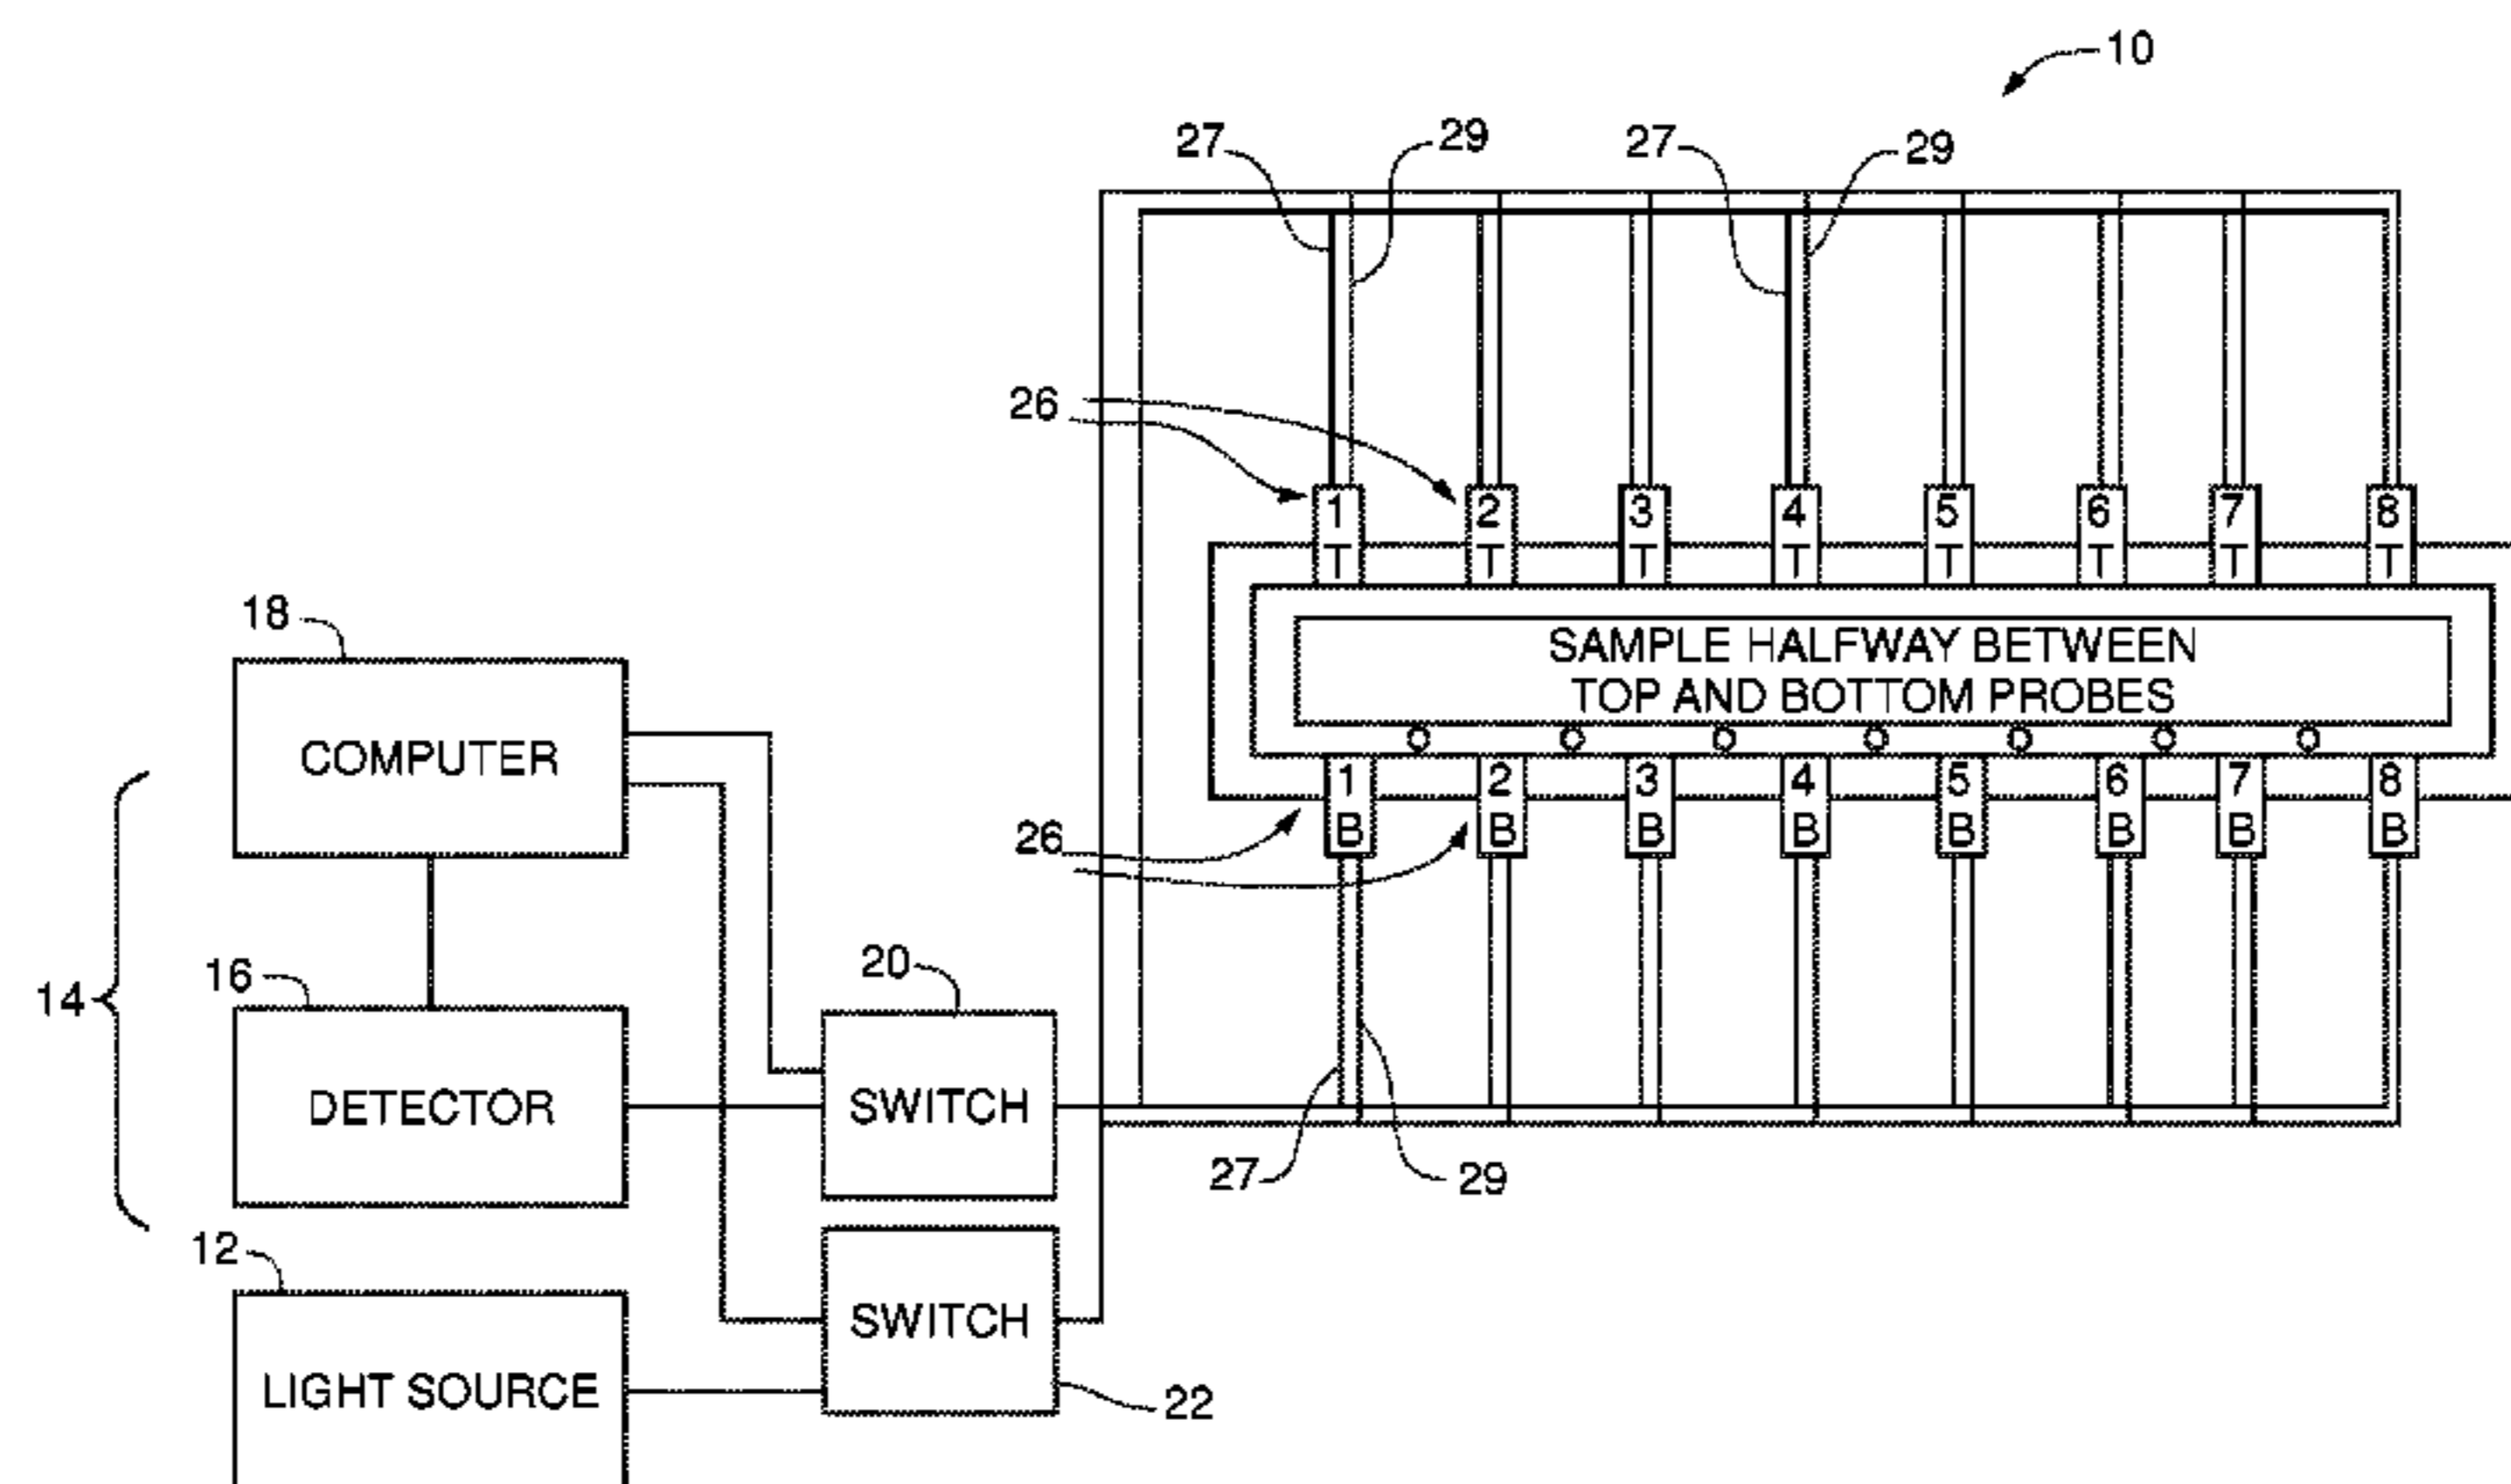 10
27 29 27 29
26
1 2 3 4 5 6 7 8
T T T T T T T T
SAMPLE HALFWAY BETWEEN
TOP AND BOTTOM PROBES
1 2 3 4 5 6 7 8
B B B B B B B B
26
18
COMPUTER
14
16
DETECTOR
20
SWITCH
27 29
12
LIGHT SOURCE
SWITCH
22